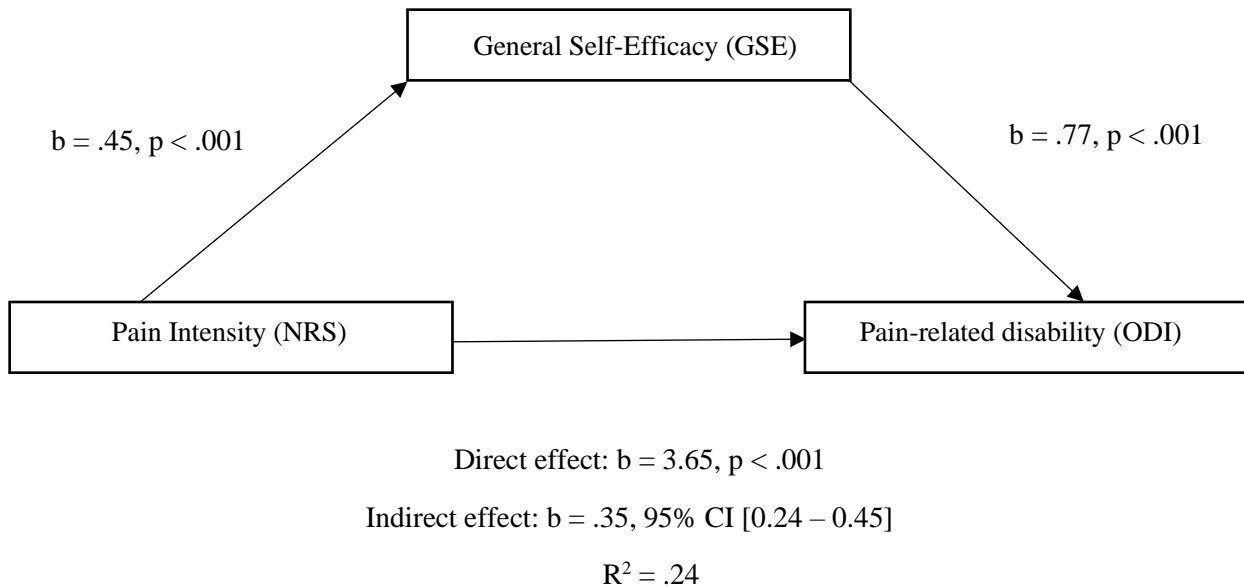 General Self-Efficacy (GSE)
b = .45, p < .001
b = .77, p < .001
Pain Intensity (NRS)
Pain-related disability (ODI)
Direct effect: b = 3.65, p < .001
Indirect effect: b = .35, 95% CI [0.24 – 0.45]
R² = .24